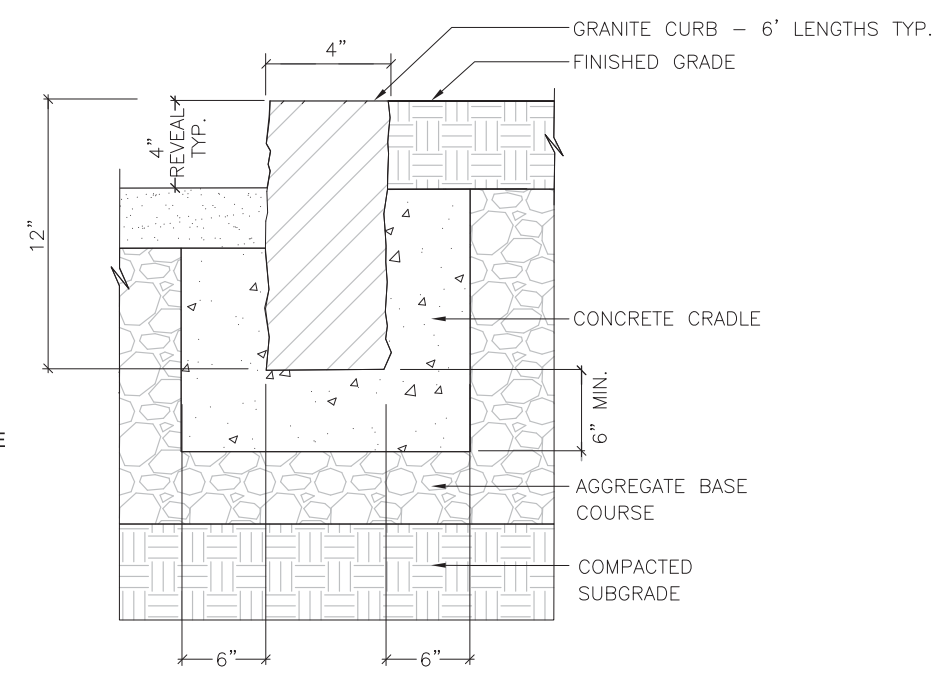 GRANITE CURB – 6' LENGTHS TYP.
4"
FINISHED GRADE
4"
REVEAL
TYP.
12"
CONCRETE CRADLE
6" MIN.
AGGREGATE BASE
COURSE
COMPACTED
SUBGRADE
6"
6"